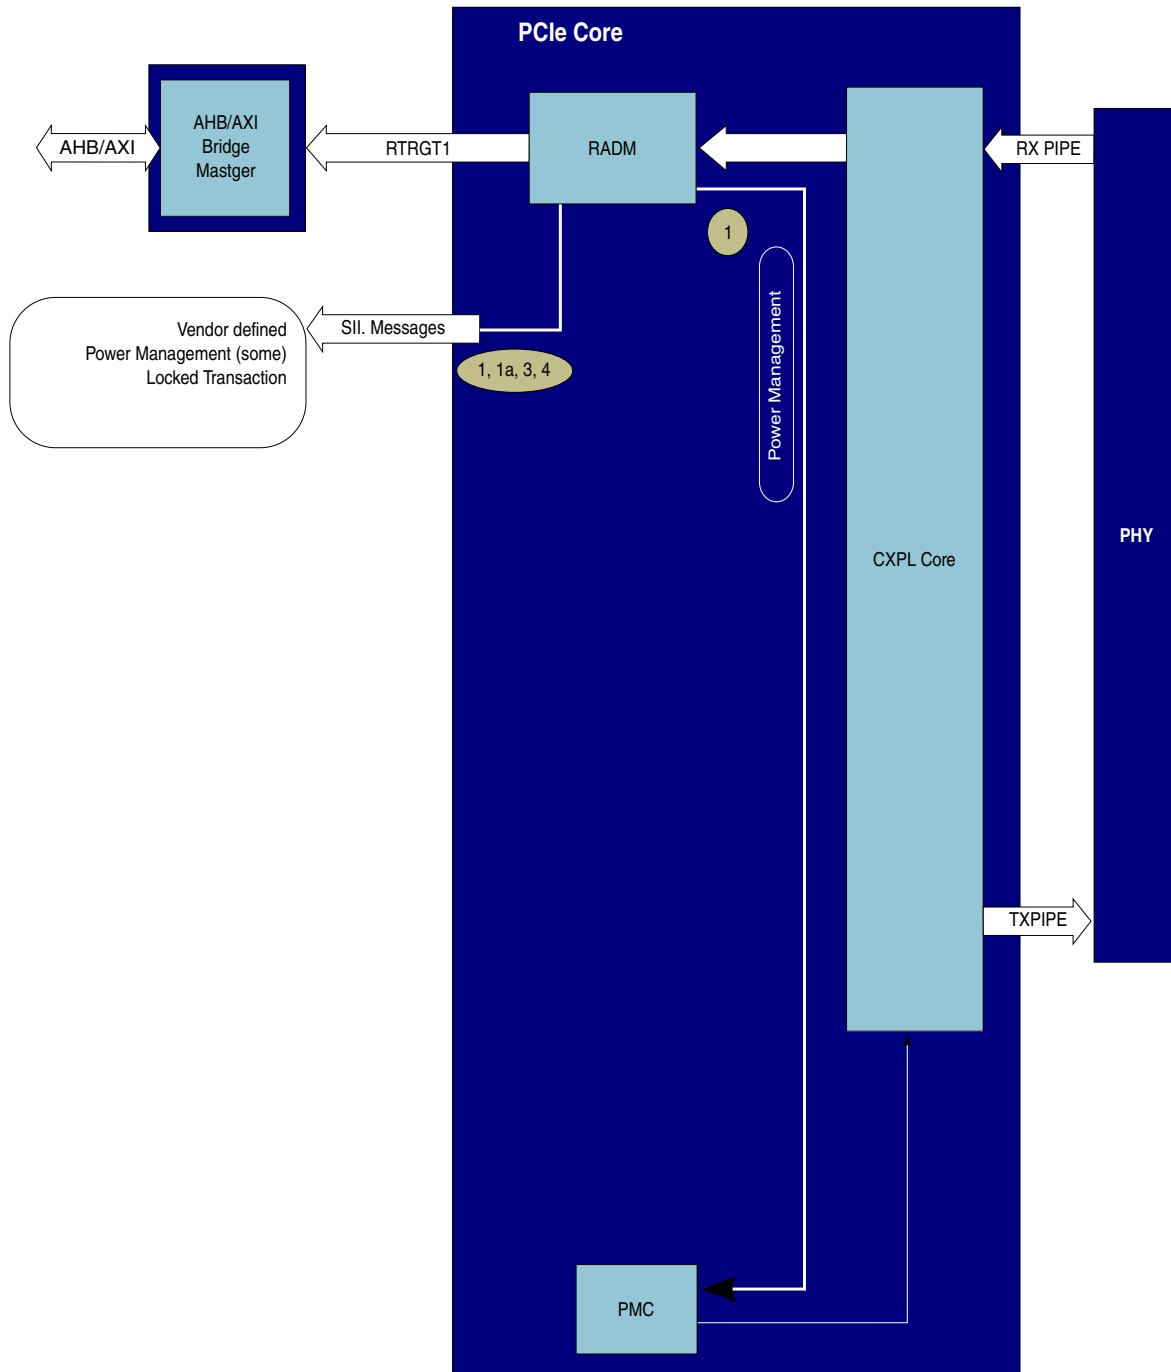 PCIe Core
AHB/AXI
AHB/AXI
Bridge
Mastger
RTRGT1
RADM
RX PIPE
1
SII. Messages
Vendor defined
Power Management (some)
Locked Transaction
1, 1a, 3, 4
Power Management
CXPL Core
PHY
TXPIPE
PMC